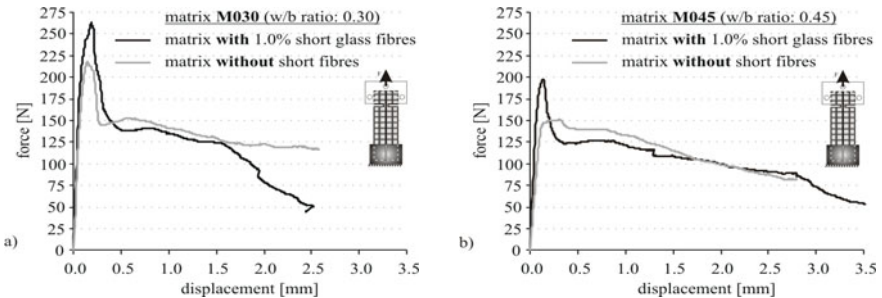 matrix M030 (w/b ratio: 0.30)
matrix with 1.0% short glass fibres
matrix without short fibres
force [N]
275
250
225
200
175
150
125
100
75
50
25
0
0.0 0.5 1.0 1.5 2.0 2.5 3.0 3.5
displacement [mm]
a)
matrix M045 (w/b ratio: 0.45)
matrix with 1.0% short glass fibres
matrix without short fibres
force [N]
275
250
225
200
175
150
125
100
75
50
25
0
0.0 0.5 1.0 1.5 2.0 2.5 3.0 3.5
displacement [mm]
b)